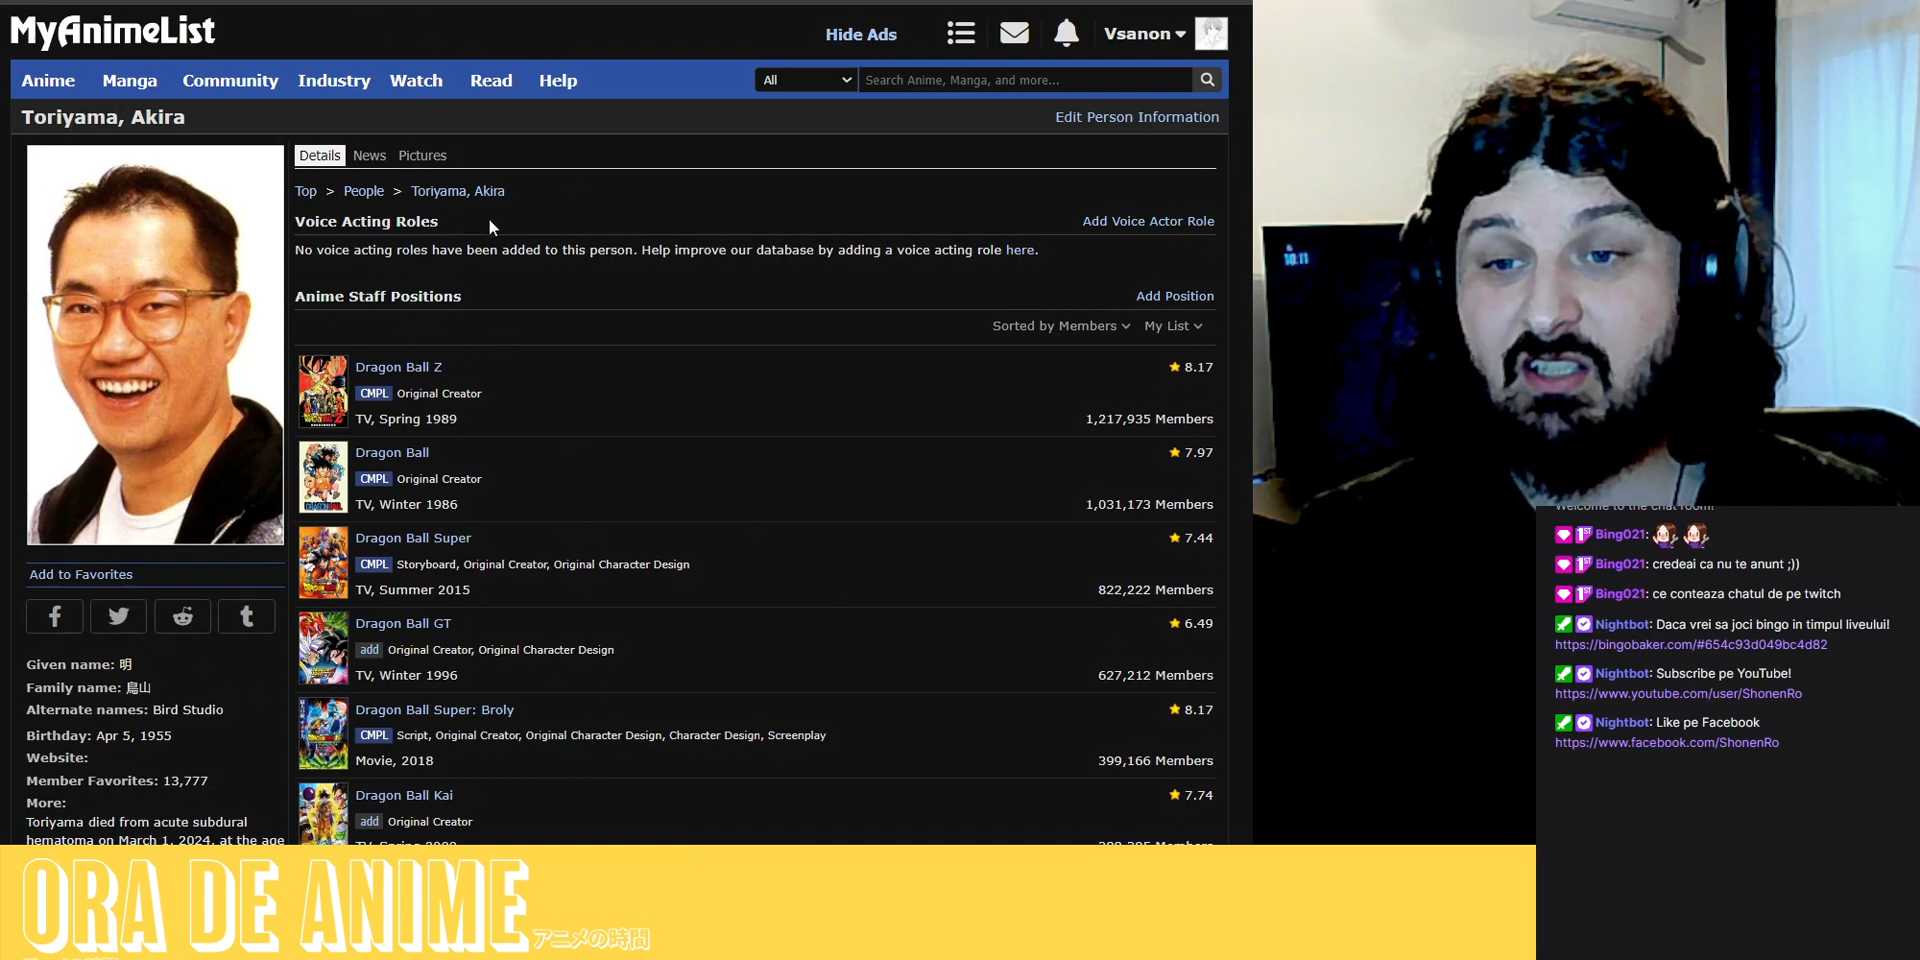 MyAnimeList
Hide Ads
Vsanon
Anime Manga Community Industry Watch Read Help
All
Search Anime, Manga, and more...
Toriyama, Akira
Edit Person Information
Details News Pictures
Top > People > Toriyama, Akira
Voice Acting Roles
Add Voice Actor Role
No voice acting roles have been added to this person. Help improve our database by adding a voice acting role here.
Anime Staff Positions
Add Position
Sorted by Members My List
Dragon Ball Z
8.17
CMPL Original Creator
TV, Spring 1989
1,217,935 Members
Dragon Ball
7.97
CMPL Original Creator
TV, Winter 1986
1,031,173 Members
Dragon Ball Super
7.44
CMPL Storyboard, Original Creator, Original Character Design
TV, Summer 2015
822,222 Members
Dragon Ball GT
6.49
add Original Creator, Original Character Design
TV, Winter 1996
627,212 Members
Dragon Ball Super: Broly
8.17
CMPL Script, Original Creator, Original Character Design, Character Design, Screenplay
Movie, 2018
399,166 Members
Dragon Ball Kai
7.74
add Original Creator
Add to Favorites
Given name: 明
Family name: 鳥山
Alternate names: Bird Studio
Birthday: Apr 5, 1955
Website:
Member Favorites: 13,777
More:
Toriyama died from acute subdural
hematoma on March 1, 2024, at the age
10:11
Welcome to the chat room!
Bing021:
Bing021: credeai ca nu te anunt ;))
Bing021: ce conteaza chatul de pe twitch
Nightbot: Daca vrei sa joci bingo in timpul liveului!
https://bingobaker.com/#654c93d049bc4d82
Nightbot: Subscribe pe YouTube!
https://www.youtube.com/user/ShonenRo
Nightbot: Like pe Facebook
https://www.facebook.com/ShonenRo
ORA DE ANIME
アニメの時間